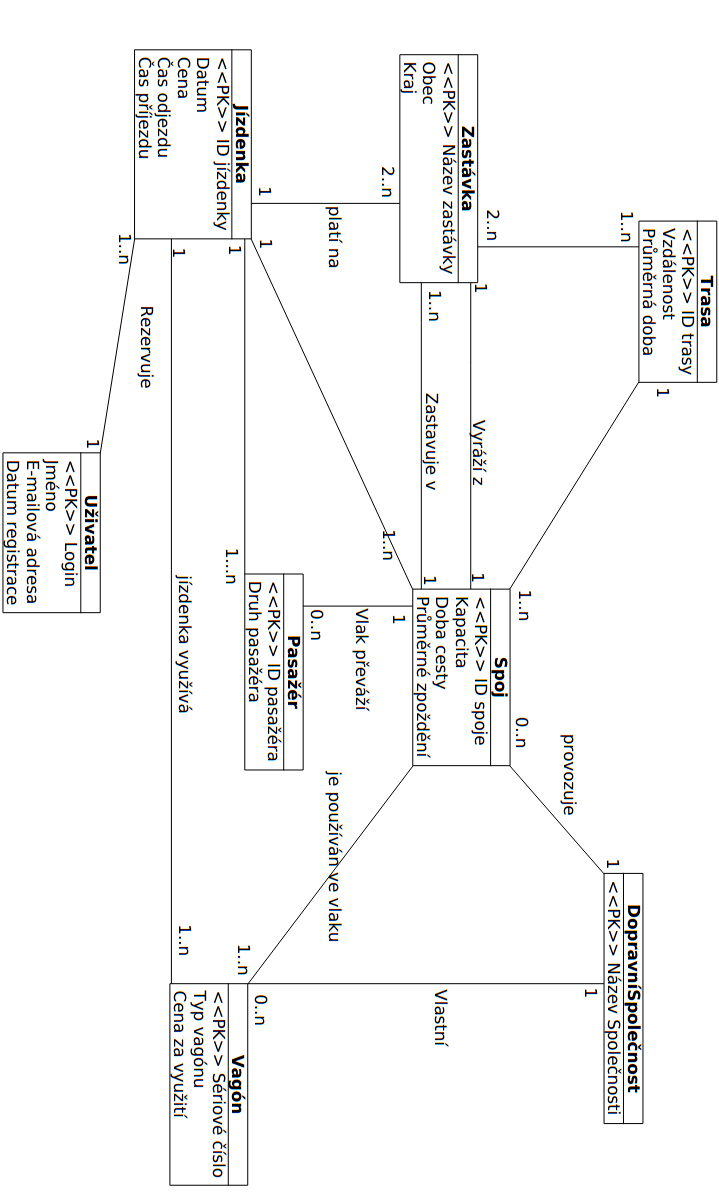 Trasa
<<PK>> ID trasy
Vzdálenost
Průměrná doba
1..n
1
2..n
Zastávka
<<PK>> Název zastávky
Obec
Kraj
2..n
1
1..n
platí na
1
Jízdenka
<<PK>> ID jízdenky
Datum
Cena
Čas odjezdu
Čas příjezdu
1
1
1
1..n
Vyráží z
Zastavuje v
1
1
1..n
1..n
Spoj
<<PK>> ID spoje
Kapacita
Doba cesty
Průměrné zpoždění
0..n
provozuje
1
DopravníSpolečnost
<<PK>> Název Společnosti
1
Vlastní
0..n
1
Vlak převáží
0..n
1...n
Pasažér
<<PK>> ID pasažéra
Druh pasažéra
je používán ve vlaku
1..n
jízdenka využívá
1..n
Vagón
<<PK>> Sériové číslo
Typ vagónu
Cena za využití
Rezervuje
1
Uživatel
<<PK>> Login
Jméno
E-mailová adresa
Datum registrace